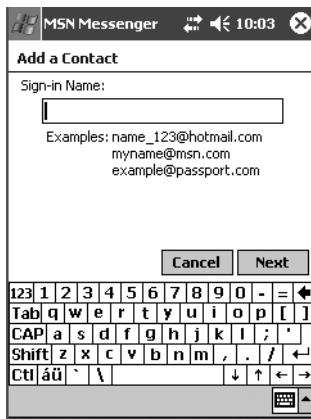 MSN Messenger 10:03
Add a Contact
Sign-in Name:
Examples: name_123@hotmail.com
myname@msn.com
example@passport.com
Cancel Next
123 1 2 3 4 5 6 7 8 9 0 - = 
Tab q w e r t y u i o p [ ]
CAP a s d f g h j k l ; '
Shift z x c v b n m , . /
Ctl áü ` \